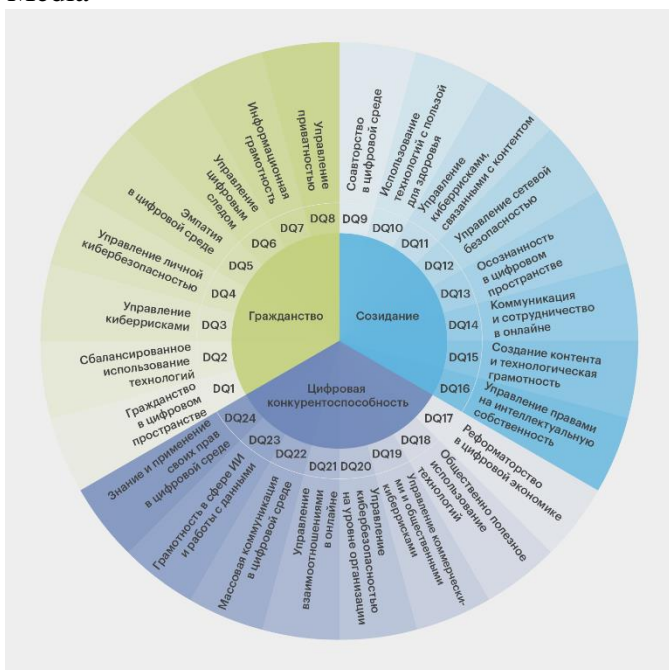 Гражданство
Созидание
Цифровая
конкурентоспособность
DQ1
Гражданство
в цифровом
пространстве
DQ2
Сбалансированное
использование
технологий
DQ3
Управление
киберрисками
DQ4
Управление личной
кибербезопасностью
DQ5
Эмпатия
в цифровой среде
DQ6
Управление
цифровым
следом
DQ7
Информационная
грамотность
DQ8
Управление
приватностью
DQ9
Соавторство
в цифровой среде
DQ10
Использование
технологий с пользой
для здоровья
DQ11
Управление
киберрисками,
связанными с контентом
DQ12
Управление сетевой
безопасностью
DQ13
Осознанность
в цифровом
пространстве
DQ14
Коммуникация
и сотрудничество
в онлайне
DQ15
Создание контента
и технологическая
грамотность
DQ16
Управление правами
на интеллектуальную
собственность
DQ17
Реформаторство
в цифровой экономике
DQ18
Общественно полезное
использование
технологий
DQ19
Управление коммерчески-
ми и общественными
киберрисками
DQ20
Управление
кибербезопасностью
на уровне организации
DQ21
Управление
взаимоотношениями
в онлайне
DQ22
Массовая коммуникация
в цифровой среде
DQ23
Грамотность в сфере ИИ
и работы с данными
DQ24
Знание и применение
своих прав
в цифровой среде